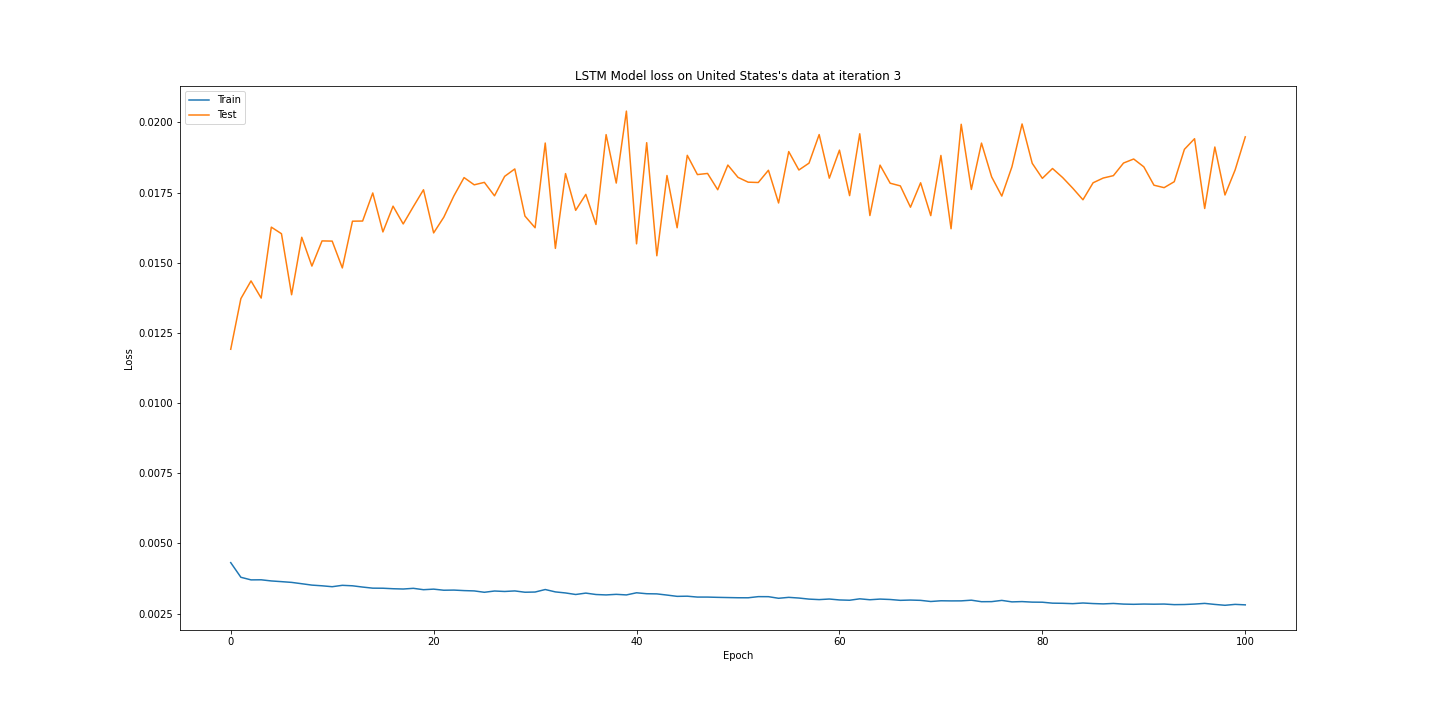 LSTM Model loss on United States's data at iteration 3
Train
Test
0.0200
0.0175
0.0150
0.0125
0.0100
0.0075
0.0050
0.0025
Loss
0 20 40 60 80 100
Epoch